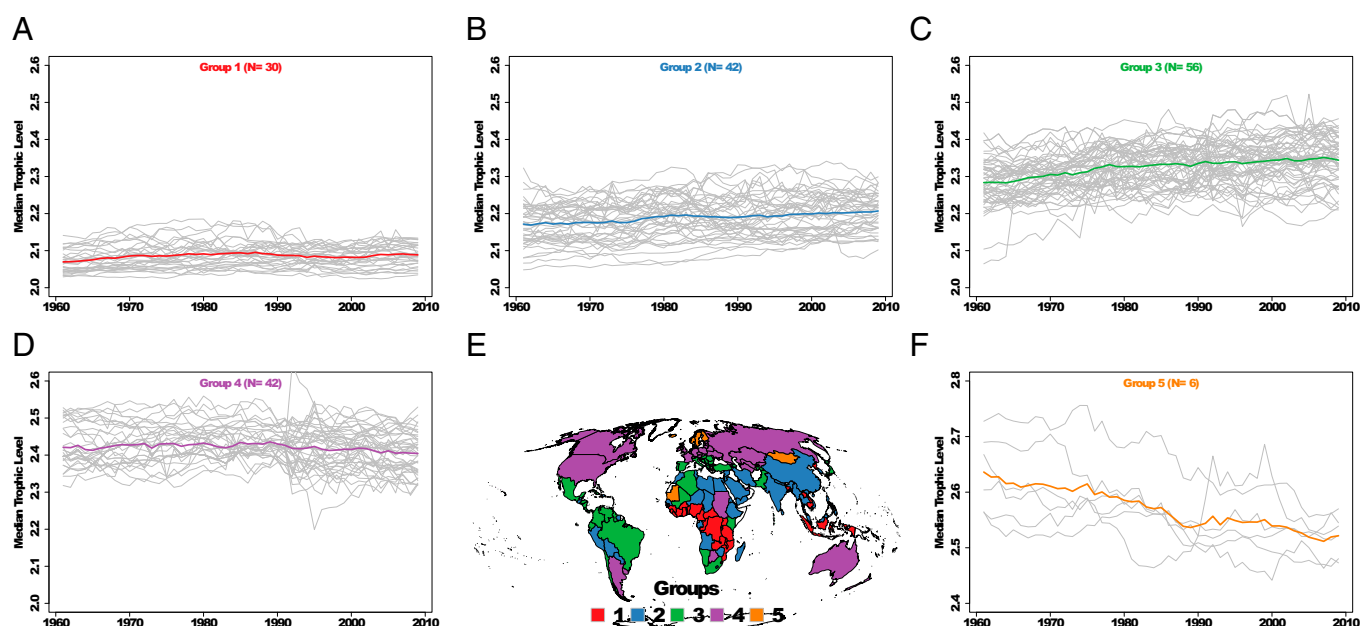 A
Group 1 (N= 30)
Median Trophic Level
2.6
2.5
2.4
2.3
2.2
2.1
2.0
1960 1970 1980 1990 2000 2010
B
Group 2 (N= 42)
Median Trophic Level
2.6
2.5
2.4
2.3
2.2
2.1
2.0
1960 1970 1980 1990 2000 2010
C
Group 3 (N= 56)
Median Trophic Level
2.6
2.5
2.4
2.3
2.2
2.1
2.0
1960 1970 1980 1990 2000 2010
D
Group 4 (N= 42)
Median Trophic Level
2.6
2.5
2.4
2.3
2.2
2.1
2.0
1960 1970 1980 1990 2000 2010
E
Groups
1 2 3 4 5
F
Group 5 (N= 6)
Median Trophic Level
2.8
2.7
2.6
2.5
2.4
1960 1970 1980 1990 2000 2010